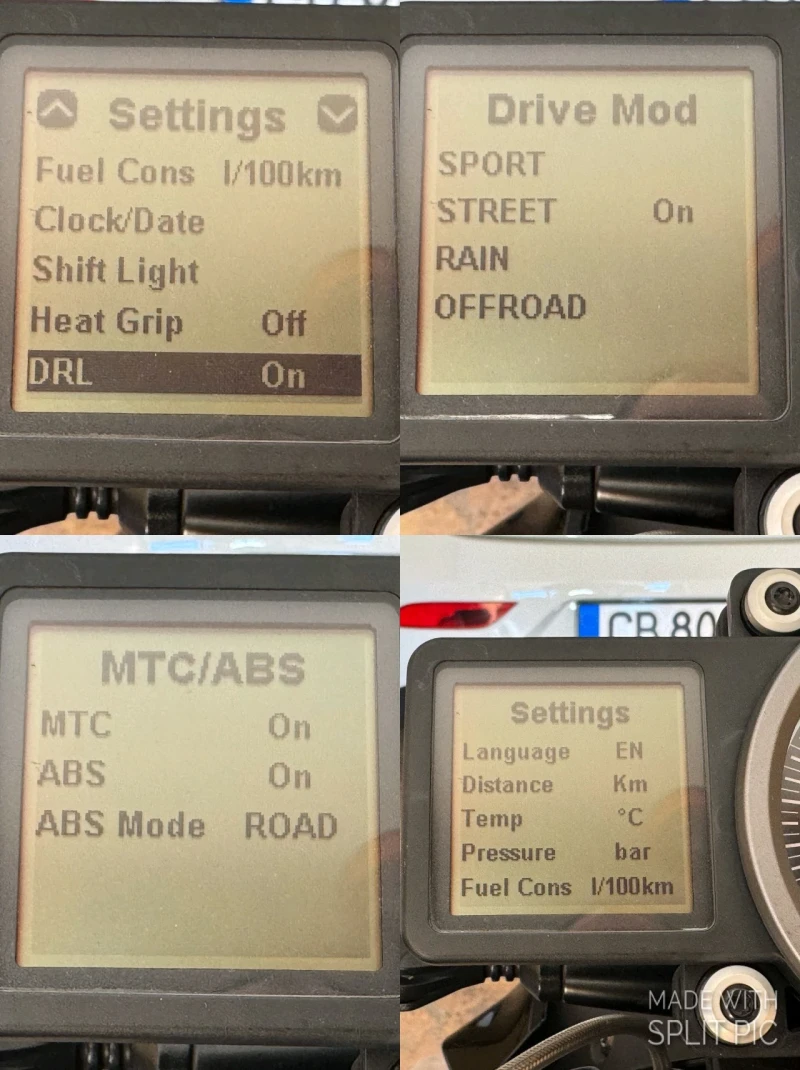 Settings
Fuel Cons l/100km
Clock/Date
Shift Light
Heat Grip Off
DRL On
Drive Mod
SPORT
STREET On
RAIN
OFFROAD
MTC/ABS
MTC On
ABS On
ABS Mode ROAD
CB 80
Settings
Language EN
Distance Km
Temp °C
Pressure bar
Fuel Cons l/100km
MADE WITH
SPLIT PIC